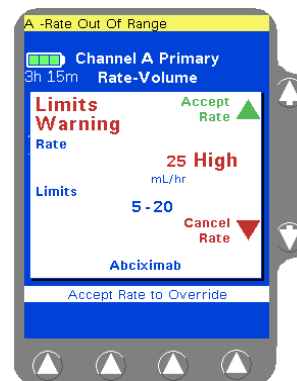 A -Rate Out Of Range
Channel A Primary
3h 15m Rate-Volume
Limits Accept
Warning Rate
Rate
25 High
mL/hr
Limits
5-20
Cancel
Rate
Abciximab
Accept Rate to Override